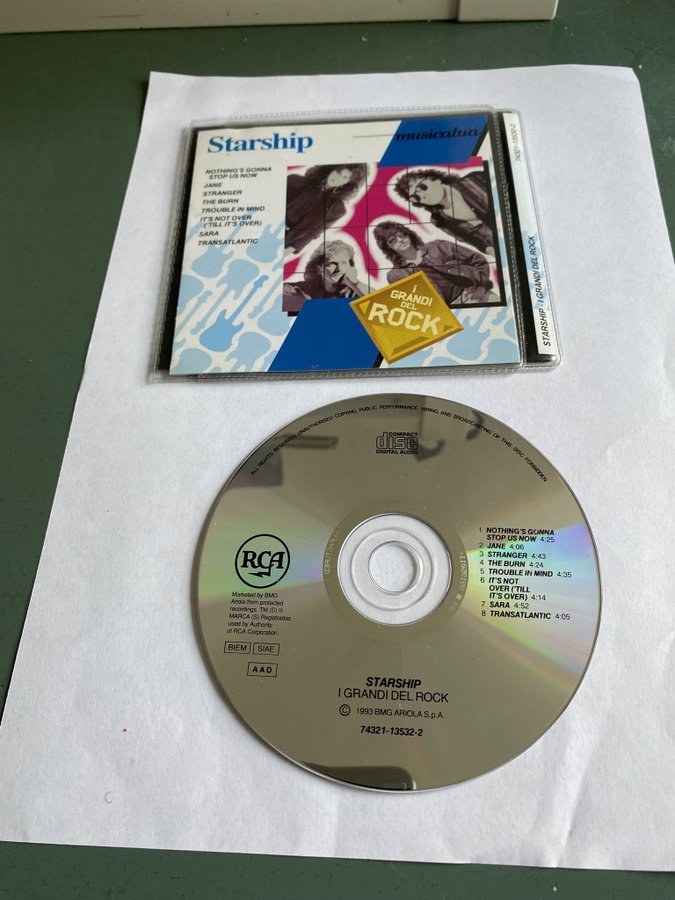 Starship
musicatua
NOTHING'S GONNA
STOP US NOW
JANE
STRANGER
THE BURN
TROUBLE IN MIND
IT'S NOT OVER
('TILL IT'S OVER)
SARA
TRANSATLANTIC
i
GRANDI
DEL
ROCK
74321-13532-2
STARSHIP - I GRANDI DEL ROCK
ALL RIGHTS RESERVED. UNAUTHORISED COPYING, PUBLIC PERFORMANCE, HIRING, AND BROADCASTING OF THIS DISC FORBIDDEN
COMPACT
disc
DIGITAL AUDIO
RCA
Marketed by BMG
Ariola from protected
recordings. TM (S) ®
MARCA (S) Registradas
used by Authority
of RCA Corporation
BIEM SIAE
AAD
1 NOTHING'S GONNA
STOP US NOW 4:25
2 JANE 4:06
3 STRANGER 4:43
4 THE BURN 4:24
5 TROUBLE IN MIND 4:35
6 IT'S NOT
OVER ('TILL
IT'S OVER) 4:14
7 SARA 4:52
8 TRANSATLANTIC 4:05
STARSHIP
I GRANDI DEL ROCK
© 1993 BMG ARIOLA S.p.A.
74321-13532-2